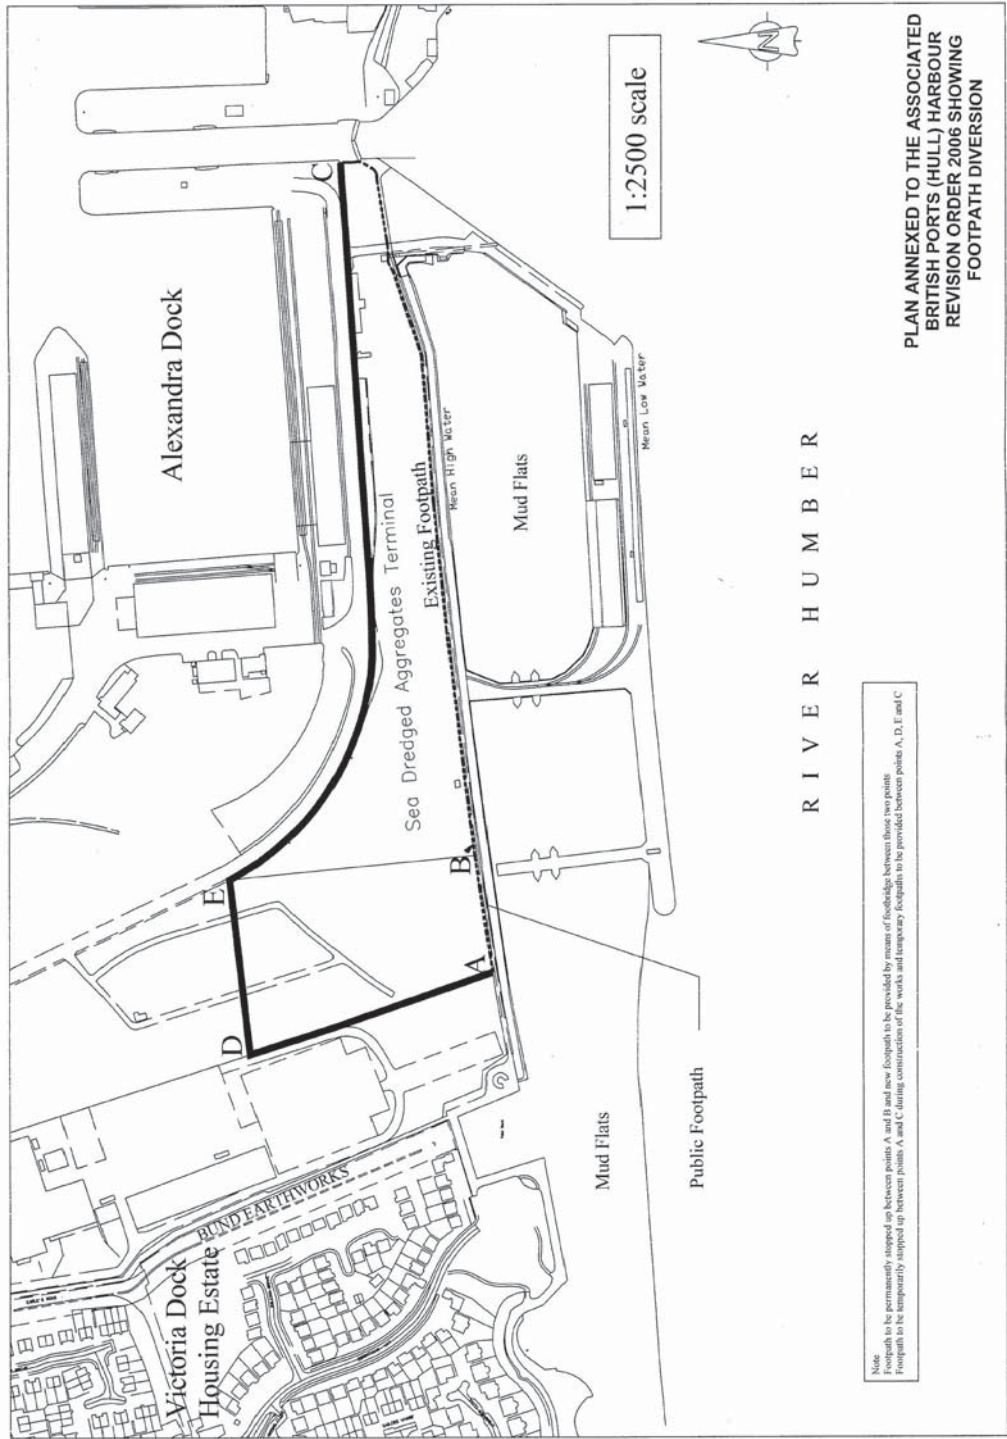 Alexandra Dock
Sea Dredged Aggregates Terminal
Existing Footpath
Mean High Water
Mud Flats
Mean Low Water
C
E
D
B
A
BUND EARTHWORKS
Victoria Dock
Housing Estate
Mud Flats
Public Footpath
RIVER HUMBER
1:2500 scale
N
PLAN ANNEXED TO THE ASSOCIATED
BRITISH PORTS (HULL) HARBOUR
REVISION ORDER 2006 SHOWING
FOOTPATH DIVERSION
Note
Footpath to be permanently stopped up between points A and B and new footpath to be provided by means of footbridge between those two points
Footpath to be temporarily stopped up between points A and C during construction of the works and temporary footpaths to be provided between points A, D, E and C